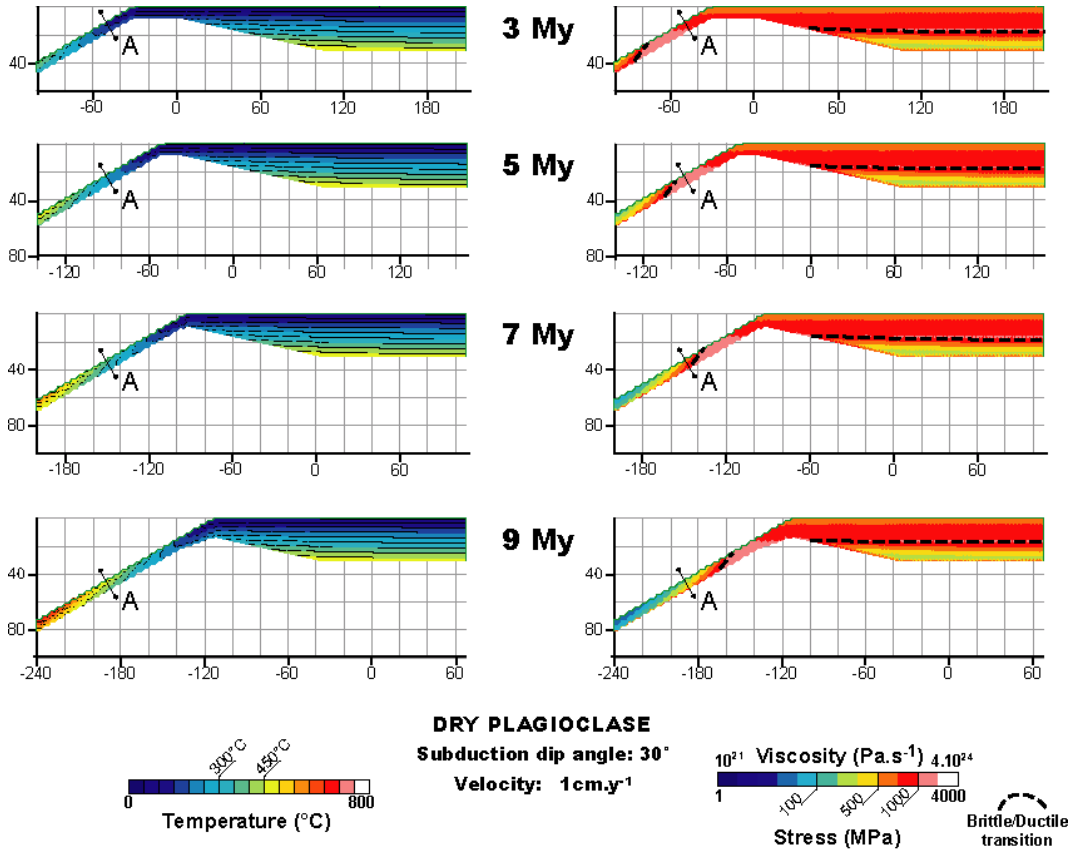 3 My
A
A
40
40
-60 0 60 120 180
-60 0 60 120 180
5 My
A
A
40
40
80
80
-120 -60 0 60 120
-120 -60 0 60 120
7 My
A
A
40
40
80
80
-180 -120 -60 0 60
-180 -120 -60 0 60
9 My
A
A
40
40
80
80
-240 -180 -120 -60 0 60
-240 -180 -120 -60 0 60
DRY PLAGIOCLASE
Subduction dip angle: 30°
Velocity: 1cm.y⁻¹
300°C 450°C
0 800
Temperature (°C)
10²¹ Viscosity (Pa.s⁻¹) 4.10²⁴
1 100 500 1000 4000
Stress (MPa)
Brittle/Ductile
transition